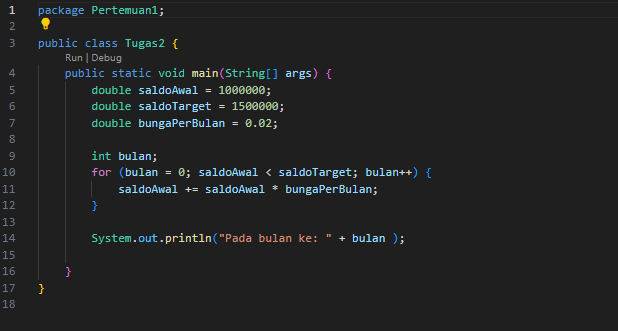 1 package Pertemuan1;
2
3 public class Tugas2 {
Run | Debug
4 public static void main(String[] args) {
5 double saldoAwal = 1000000;
6 double saldoTarget = 1500000;
7 double bungaPerBulan = 0.02;
8
9 int bulan;
10 for (bulan = 0; saldoAwal < saldoTarget; bulan++) {
11 saldoAwal += saldoAwal * bungaPerBulan;
12 }
13
14 System.out.println("Pada bulan ke: " + bulan );
15
16 }
17 }
18